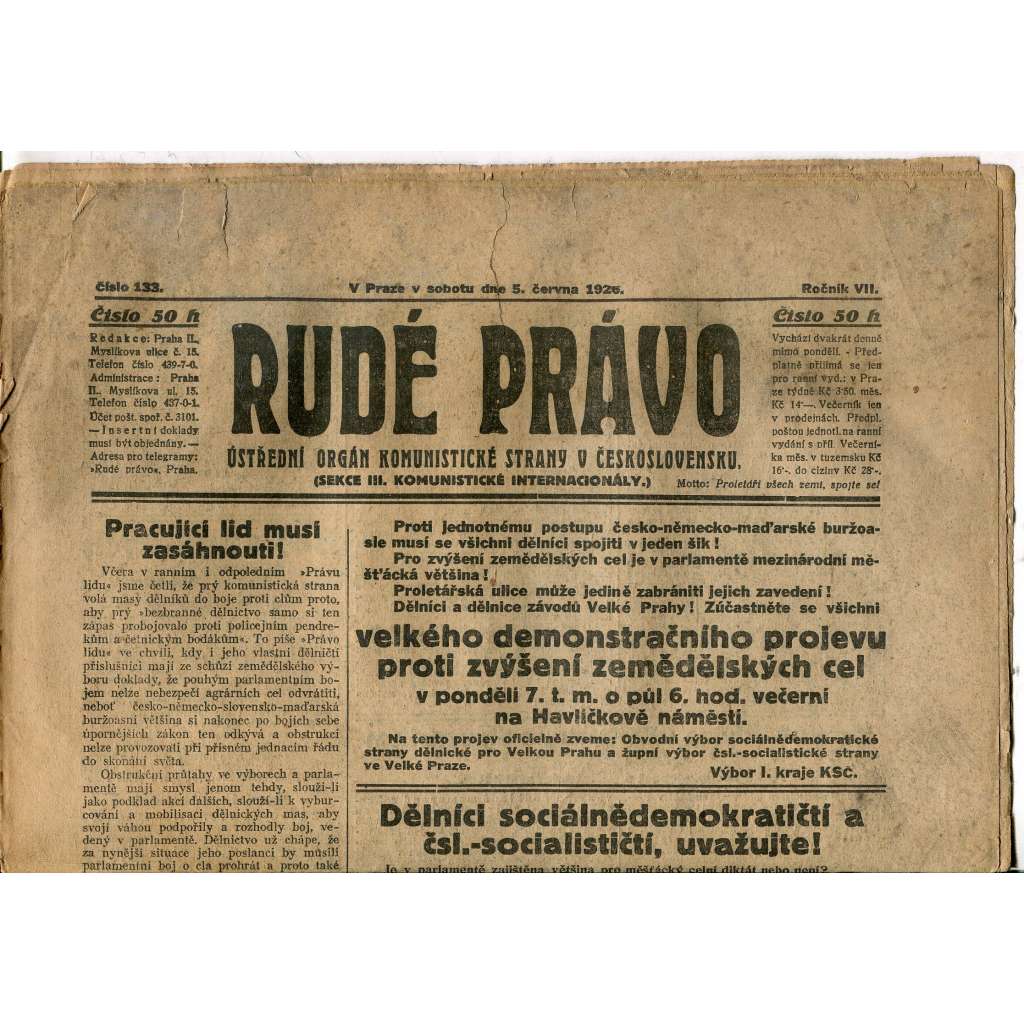 Číslo 133.
V Praze v sobotu dne 5. června 1926.
Ročník VII.
Číslo 50 h
Redakce: Praha II.,
Myslíkova ulice č. 15.
Telefon číslo 439-7-6.
Administrace: Praha
II., Myslíkova ul. 15.
Telefon číslo 437-0-1.
Účet pošt. spoř. č. 3101.
— Insertní doklady
musí být objednány. —
Adresa pro telegramy:
»Rudé právo«, Praha.
RUDÉ PRÁVO
ÚSTŘEDNÍ ORGÁN KOMUNISTICKÉ STRANY V ČESKOSLOVENSKU.
(SEKCE III. KOMUNISTICKÉ INTERNACIONÁLY.)
Motto: Proletáři všech zemí, spojte se!
Číslo 50 h
Vychází dvakrát denně
mimo pondělí. - Před-
platné přijímá se jen
pro ranní vyd.: v Pra-
ze týdně Kč 3·50, měs.
Kč 14·—. Večerník jen
v prodejnách. Předpl.
poštou jednotl. na ranní
vydání s příl. Večerní-
ka měs. v tuzemsku Kč
16·-, do ciziny Kč 28·-.
Pracující lid musí
zasáhnouti!
Včera v ranním i odpoledním »Právu
lidu« jsme četli, že prý komunistická strana
volá masy dělníků do boje proti clům proto,
aby prý »bezbranné dělnictvo samo si ten
zápas probojovalo proti policejním pendre-
kům a četnickým bodákům«. To píše »Právo
lidu« ve chvíli, kdy i jeho vlastní dělničtí
příslušníci mají ze schůzí zemědělského vý-
boru doklady, že pouhým parlamentním bo-
jem nelze nebezpečí agrárních cel odvrátiti,
neboť česko-německo-slovensko-maďarská
buržoasní většina si nakonec po bojích sebe
úpornějších zákon ten odkývá a obstrukci
nelze provozovati při přísném jednacím řádu
do skonání světa.
Obstrukční průtahy ve výborech a parla-
mentě mají smysl jenom tehdy, slouží-li
jako podklad akcí dalších, slouží-li k vybur-
cování a mobilisaci dělnických mas, aby
svojí váhou podpořily a rozhodly boj, ve-
dený v parlamentě. Dělnictvo už chápe, že
za nynější situace jeho poslanci by musili
parlamentní boj o cla prohrát a proto také
Proti jednotnému postupu česko-německo-maďarské buržoa-
sie musí se všichni dělníci spojiti v jeden šik!
Pro zvýšení zemědělských cel je v parlamentě mezinárodní mě-
šťácká většina!
Proletářská ulice může jedině zabrániti jejich zavedení!
Dělníci a dělnice závodů Velké Prahy! Zúčastněte se všichni
velkého demonstračního projevu
proti zvýšení zemědělských cel
v pondělí 7. t. m. o půl 6. hod. večerní
na Havlíčkově náměstí.
Na tento projev oficielně zveme: Obvodní výbor sociálnědemokratické
strany dělnické pro Velkou Prahu a župní výbor čsl.-socialistické strany
ve Velké Praze.
Výbor I. kraje KSČ.
Dělníci sociálnědemokratičtí a
čsl.-socialističtí, uvažujte!
Je v parlamentě zajištěna většina pro měšťácký celní diktát nebo není?